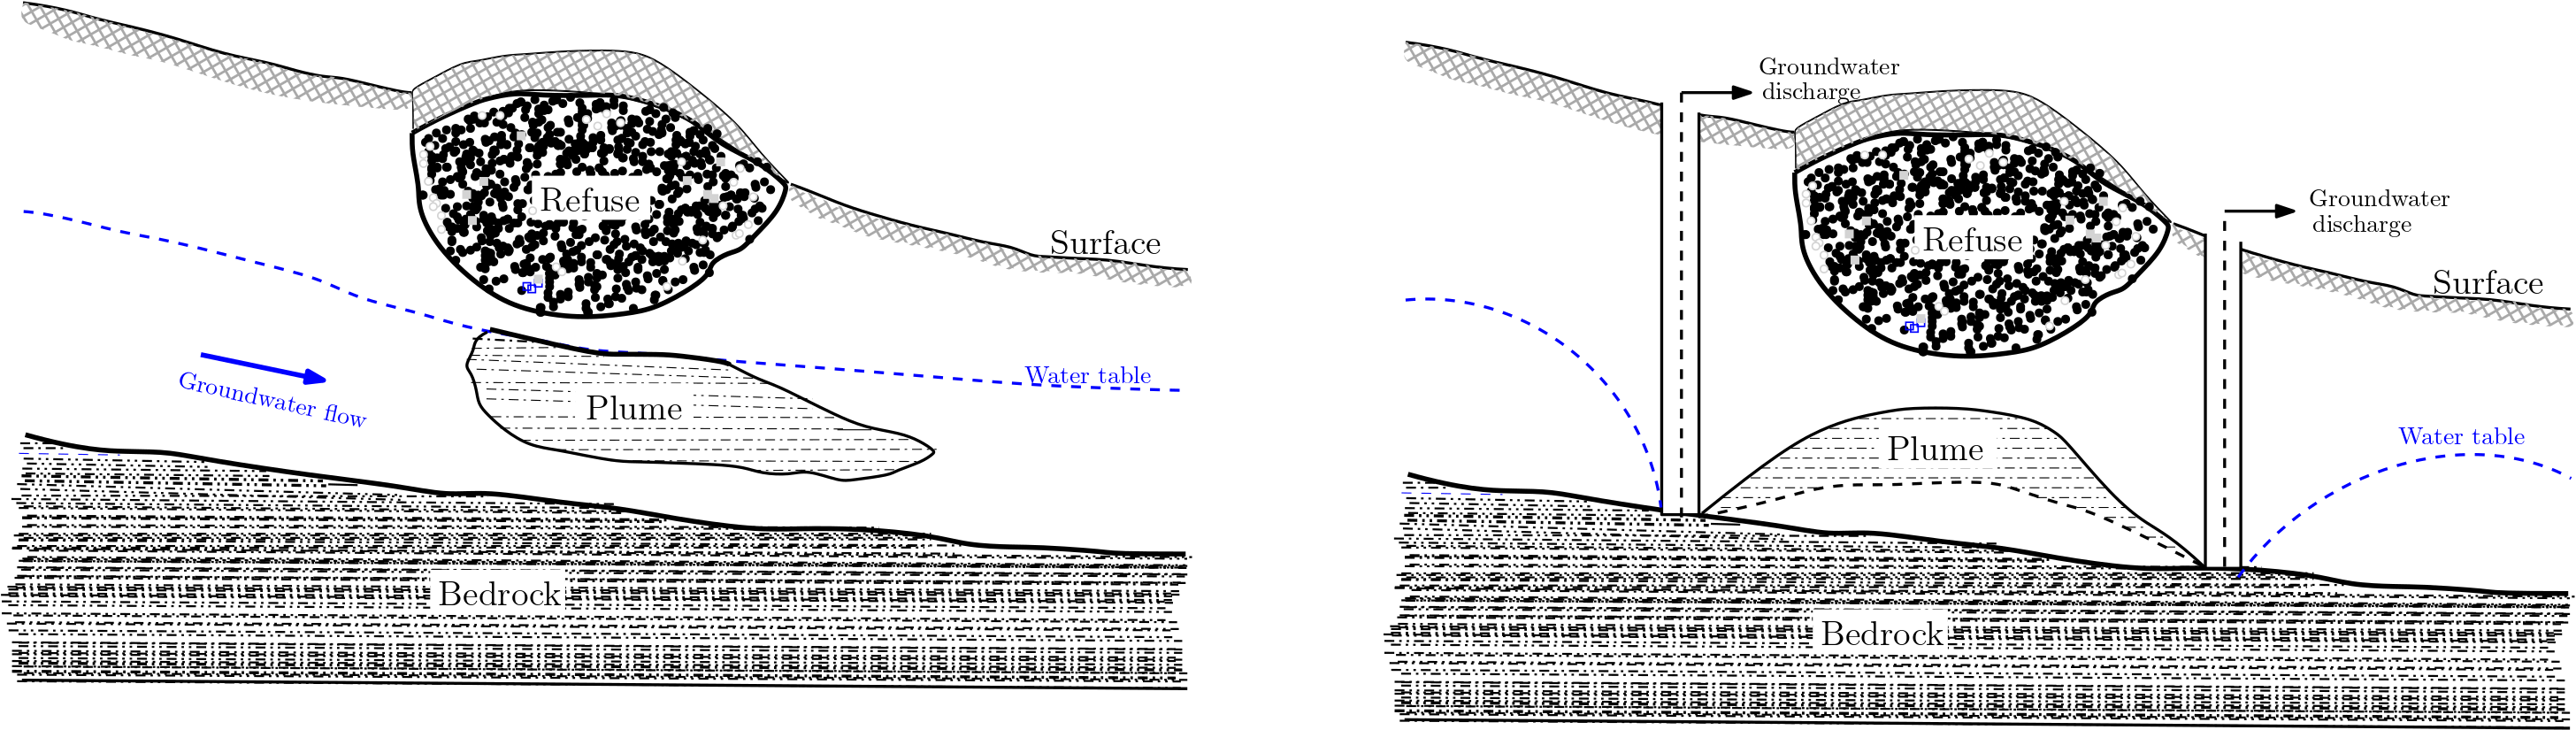 Refuse
Surface
Water table
Groundwater flow
Plume
Bedrock
Groundwater
discharge
Refuse
Groundwater
discharge
Surface
Water table
Plume
Bedrock